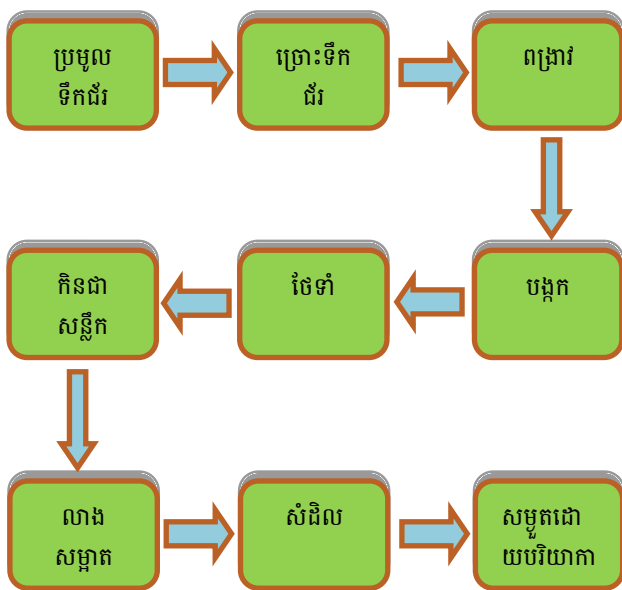 ប្រមូល
ទឹកជ័រ
ច្រោះទឹក
ជ័រ
ពង្រាវ
បង្កក
ថែទាំ
កិនជា
សន្លឹក
លាង
សម្អាត
សំដិល
សម្ងួតដោ
យបរិយាកា